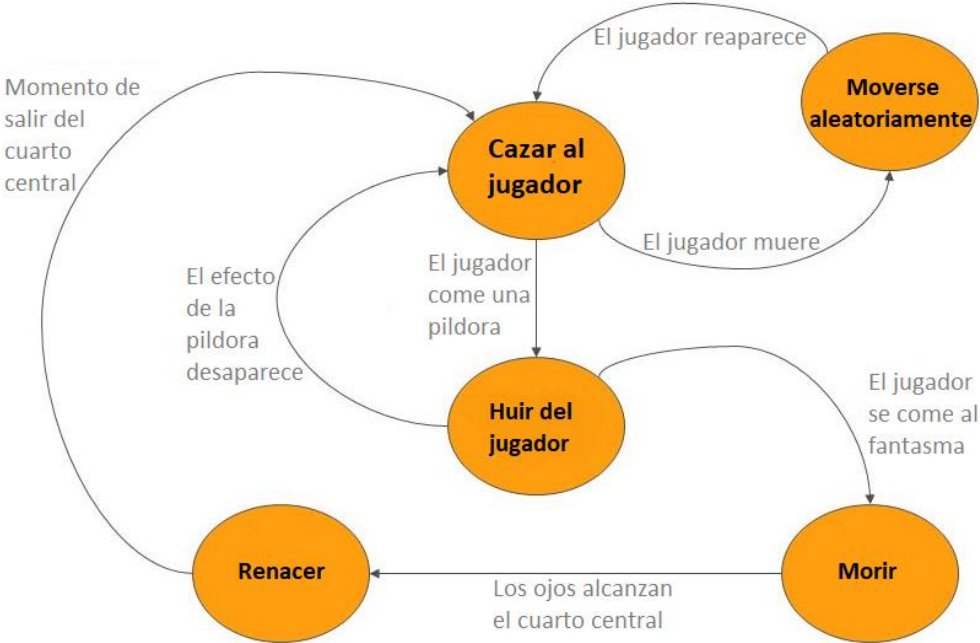 El jugador reaparece
Moverse
aleatoriamente
Momento de
salir del
cuarto
central
Cazar al
jugador
El jugador muere
El efecto
de la
pildora
desaparece
El jugador
come una
pildora
Huir del
jugador
El jugador
se come al
fantasma
Renacer
Morir
Los ojos alcanzan
el cuarto central